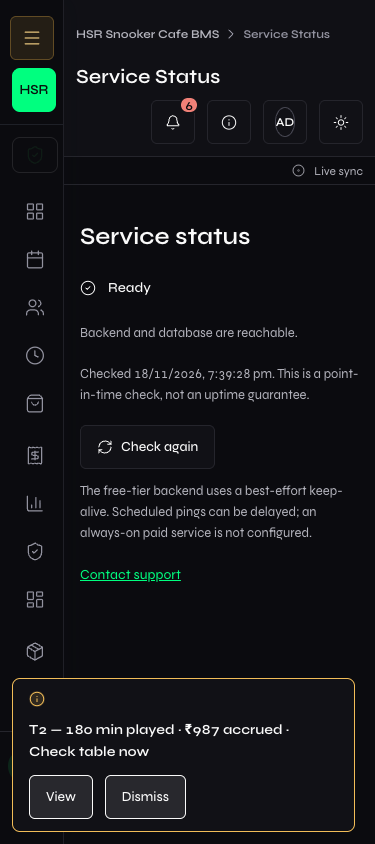 HSR Snooker Cafe BMS > Service Status
HSR
Service Status
6
AD
Live sync
Service status
Ready
Backend and database are reachable.
Checked 18/11/2026, 7:39:28 pm. This is a point-
in-time check, not an uptime guarantee.
Check again
The free-tier backend uses a best-effort keep-
alive. Scheduled pings can be delayed; an
always-on paid service is not configured.
Contact support
T2 — 180 min played · ₹987 accrued ·
Check table now
View Dismiss